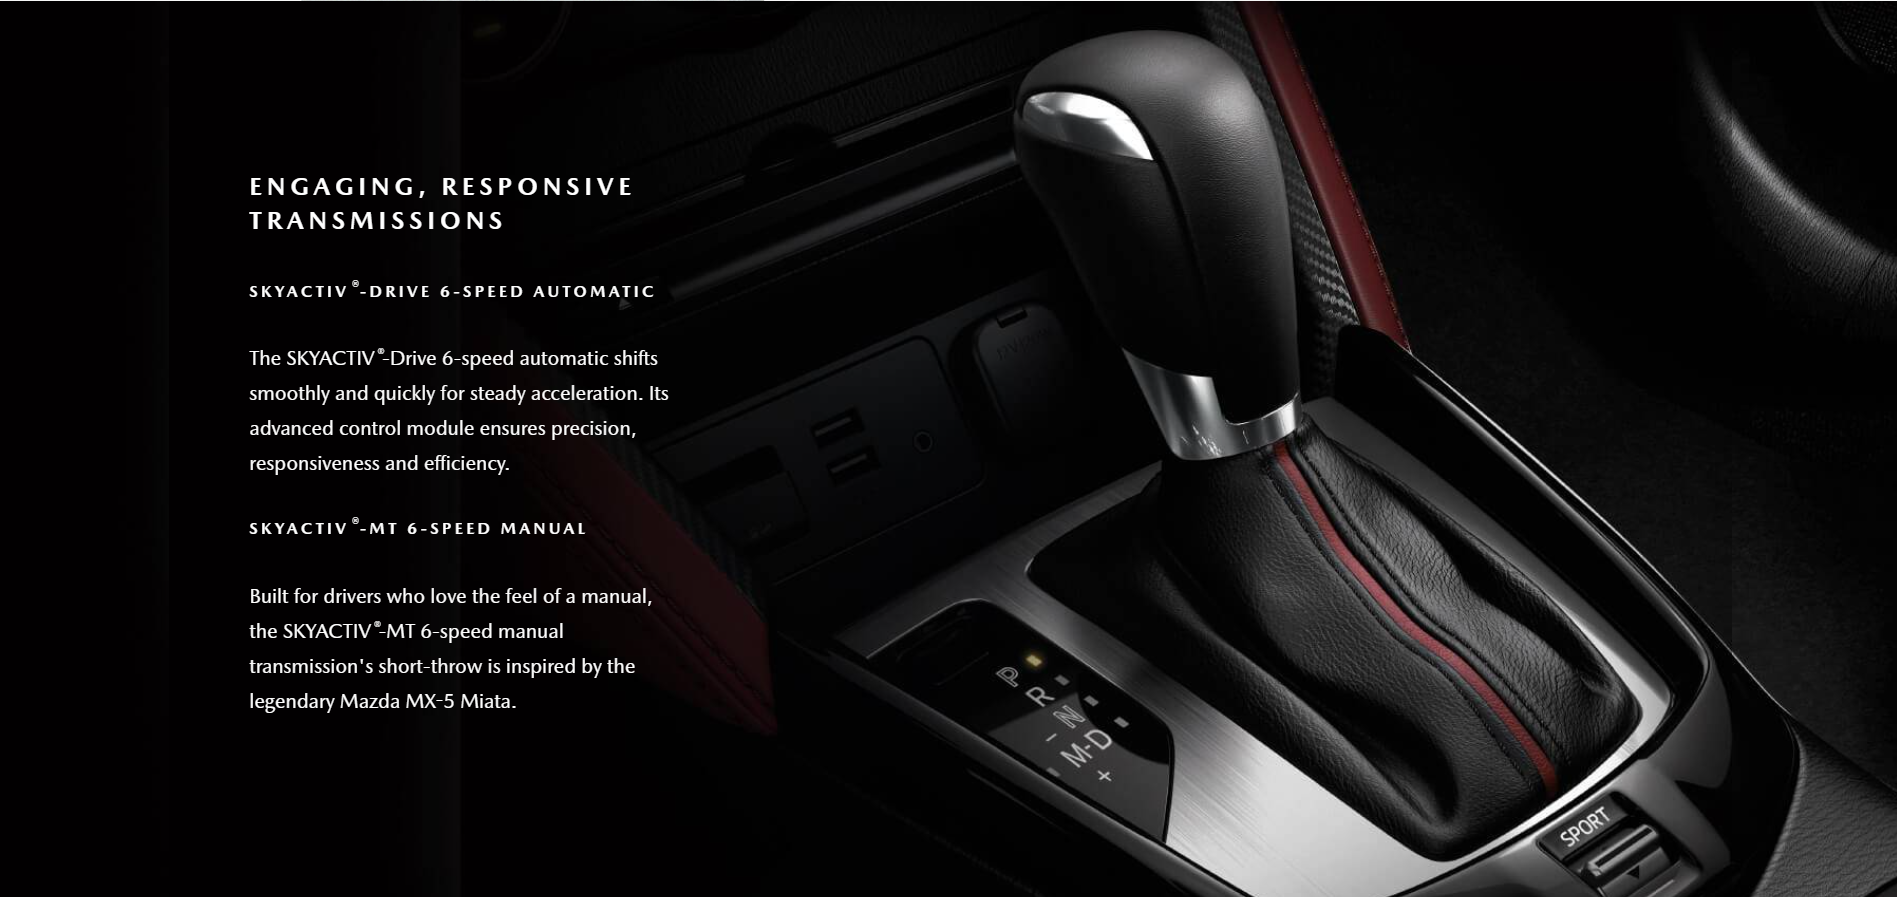 ENGAGING, RESPONSIVE
TRANSMISSIONS
SKYACTIV®-DRIVE 6-SPEED AUTOMATIC
The SKYACTIV®-Drive 6-speed automatic shifts
smoothly and quickly for steady acceleration. Its
advanced control module ensures precision,
responsiveness and efficiency.
SKYACTIV®-MT 6-SPEED MANUAL
Built for drivers who love the feel of a manual,
the SKYACTIV®-MT 6-speed manual
transmission's short-throw is inspired by the
legendary Mazda MX-5 Miata.
P
R
N
M-D
+
SPORT